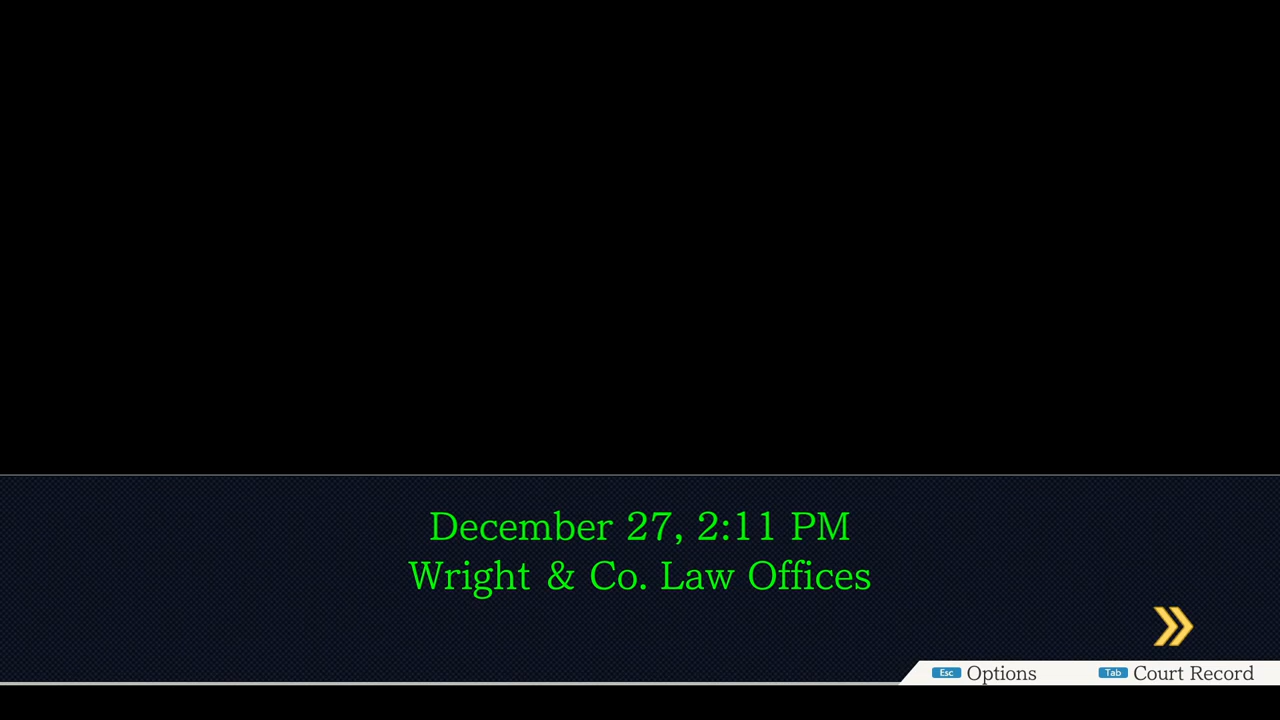 December 27, 2:11 PM
Wright & Co. Law Offices
Esc Options Tab Court Record